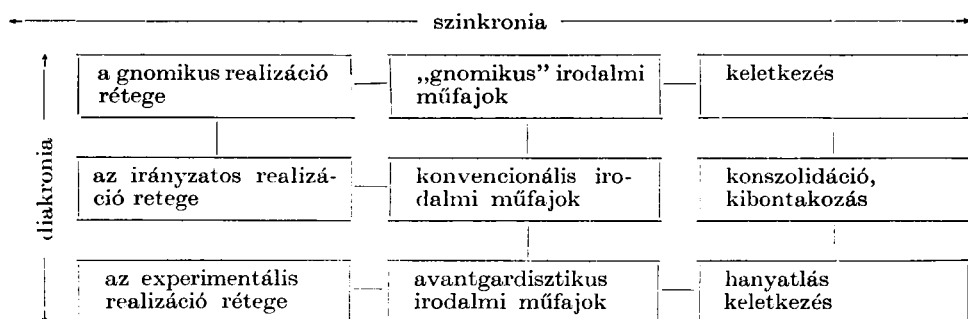 szinkronia
diakronia
a gnomikus realizáció
rétege
„gnomikus” irodalmi
műfajok
keletkezés
az irányzatos realizá-
ció retege
konvencionális iro-
dalmi műfajok
konszolidáció,
kibontakozás
az experimentális
realizáció rétege
avantgardisztikus
irodalmi műfajok
hanyatlás
keletkezés